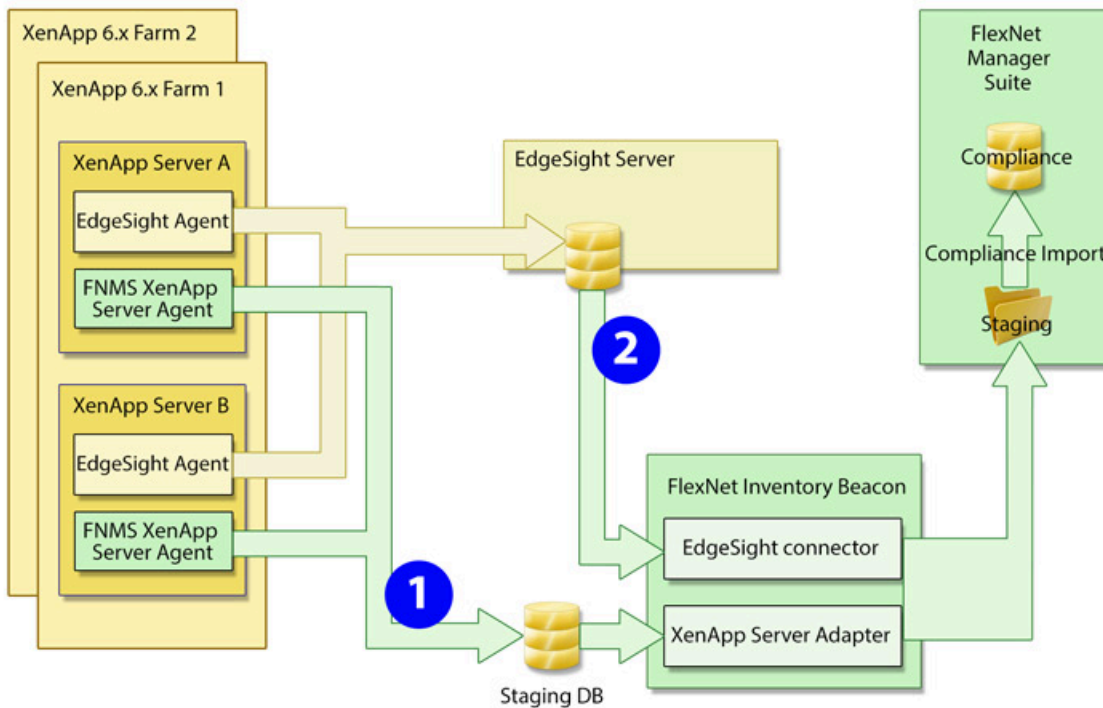 XenApp 6.x Farm 2
XenApp 6.x Farm 1
XenApp Server A
EdgeSight Agent
FNMS XenApp
Server Agent
XenApp Server B
EdgeSight Agent
FNMS XenApp
Server Agent
EdgeSight Server
2
1
Staging DB
FlexNet Inventory Beacon
EdgeSight connector
XenApp Server Adapter
FlexNet
Manager
Suite
Compliance
Compliance Import
Staging